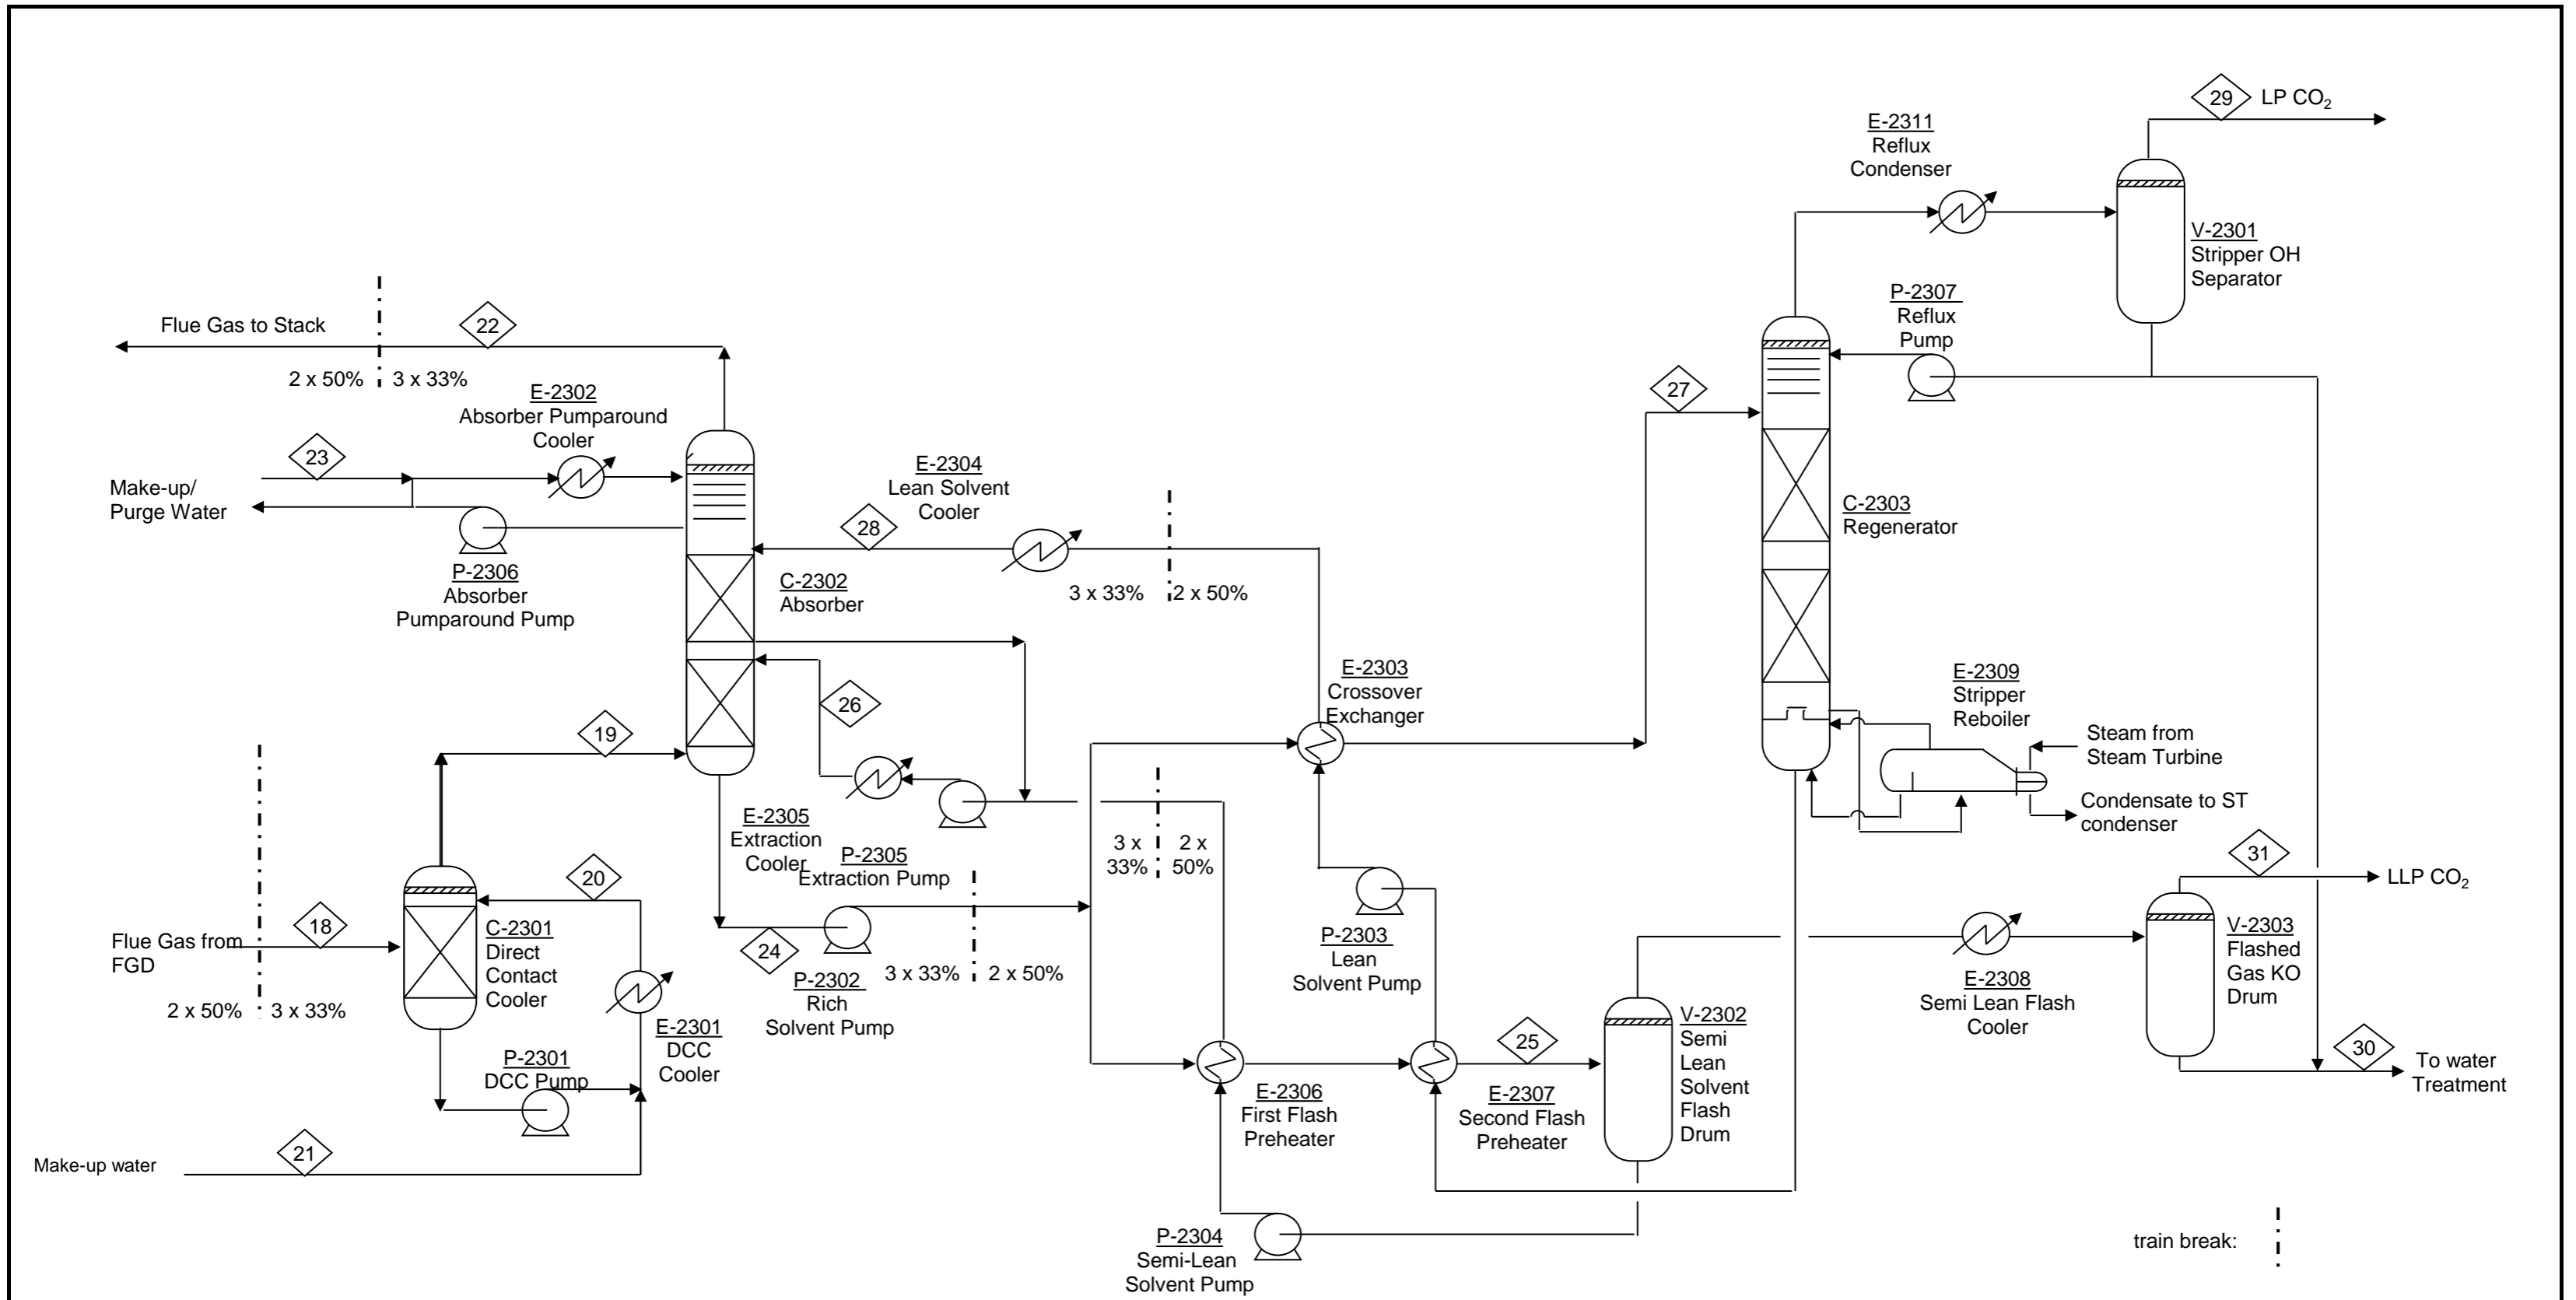 29
LP CO₂
E-2311
Reflux
Condenser
V-2301
Stripper OH
Separator
P-2307
Reflux
Pump
22
Flue Gas to Stack
2 x 50%
3 x 33%
E-2302
Absorber Pumparound
Cooler
23
Make-up/
Purge Water
P-2306
Absorber
Pumparound Pump
E-2304
Lean Solvent
Cooler
28
3 x 33%
2 x 50%
C-2302
Absorber
27
C-2303
Regenerator
E-2303
Crossover
Exchanger
E-2309
Stripper
Reboiler
Steam from
Steam Turbine
Condensate to ST
condenser
26
19
E-2305
Extraction
Cooler
P-2305
Extraction Pump
3 x
33%
2 x
50%
31
LLP CO₂
20
18
Flue Gas from
FGD
2 x 50%
3 x 33%
C-2301
Direct
Contact
Cooler
24
P-2302
Rich
Solvent Pump
3 x 33%
2 x 50%
P-2303
Lean
Solvent Pump
E-2308
Semi Lean Flash
Cooler
V-2303
Flashed
Gas KO
Drum
E-2301
DCC
Cooler
P-2301
DCC Pump
V-2302
Semi
Lean
Solvent
Flash
Drum
25
30
To water
Treatment
E-2306
First Flash
Preheater
E-2307
Second Flash
Preheater
21
Make-up water
P-2304
Semi-Lean
Solvent Pump
train break: